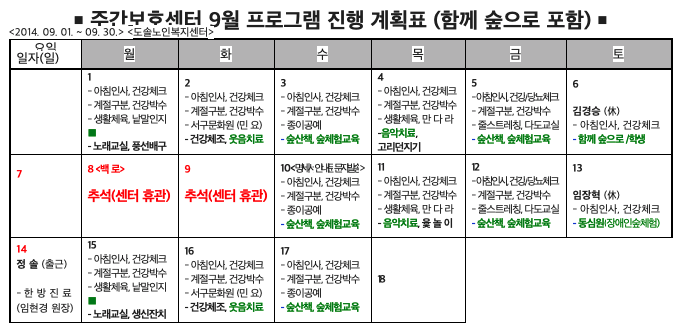 ■ 주간보호센터 9월 프로그램 진행 계획표 (함께 숲으로 포함) ■
<2014. 09. 01. ~ 09. 30.> <도솔노인복지센터>
요일
일자(일)
월
화
수
목
금
토
1
- 아침인사, 건강체크
- 계절구분, 건강박수
- 생활체육, 낱말인지
■
- 노래교실, 풍선배구
2
- 아침인사, 건강체크
- 계절구분, 건강박수
- 서구문화원 (민 요)
- 건강체조, 웃음치료
3
- 아침인사, 건강체크
- 계절구분, 건강박수
- 종이공예
- 숲산책, 숲체험교육
4
- 아침인사, 건강체크
- 계절구분, 건강박수
- 생활체육, 만 다 라
-음악치료,
고리던지기
5
- 아침인사, 건강/당뇨체크
- 계절구분, 건강박수
- 줄스트레칭, 다도교실
- 숲산책, 숲체험교육
6
김경승 (休)
- 아침인사, 건강체크
- 함께 숲으로 /학생
7
8 <백 로>
추석(센터 휴관)
9
추석(센터 휴관)
10
- 아침인사, 건강체크
- 계절구분, 건강박수
- 종이공예
- 숲산책, 숲체험교육
11
- 아침인사, 건강체크
- 계절구분, 건강박수
- 생활체육, 만 다 라
- 음악치료, 윷 놀 이
12
- 아침인사, 건강/당뇨체크
- 계절구분, 건강박수
- 줄스트레칭, 다도교실
- 숲산책, 숲체험교육
13
임장혁 (休)
- 아침인사, 건강체크
- 동심원(장애인숲체험)
14
정 솔 (출근)
- 한 방 진 료
(임현경 원장)
15
- 아침인사, 건강체크
- 계절구분, 건강박수
- 생활체육, 낱말인지
■
- 노래교실, 생신잔치
16
- 아침인사, 건강체크
- 계절구분, 건강박수
- 서구문화원 (민 요)
- 건강체조, 웃음치료
17
- 아침인사, 건강체크
- 계절구분, 건강박수
- 종이공예
- 숲산책, 숲체험교육
18